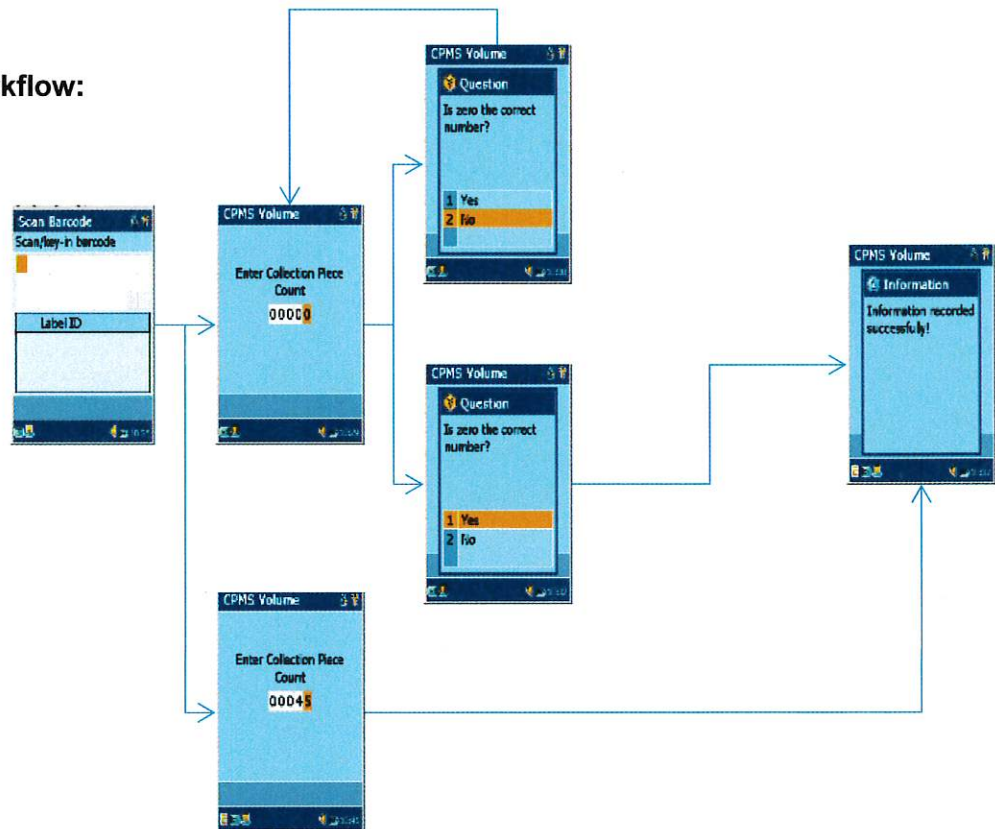 kflow:
Scan Barcode
Scan/key-in barcode
Label ID
CPMS Volume
Enter Collection Piece
Count
00000
CPMS Volume
Question
Is zero the correct
number?
1 Yes
2 No
CPMS Volume
Question
Is zero the correct
number?
1 Yes
2 No
CPMS Volume
Enter Collection Piece
Count
00045
CPMS Volume
Information
Information recorded
successfully!